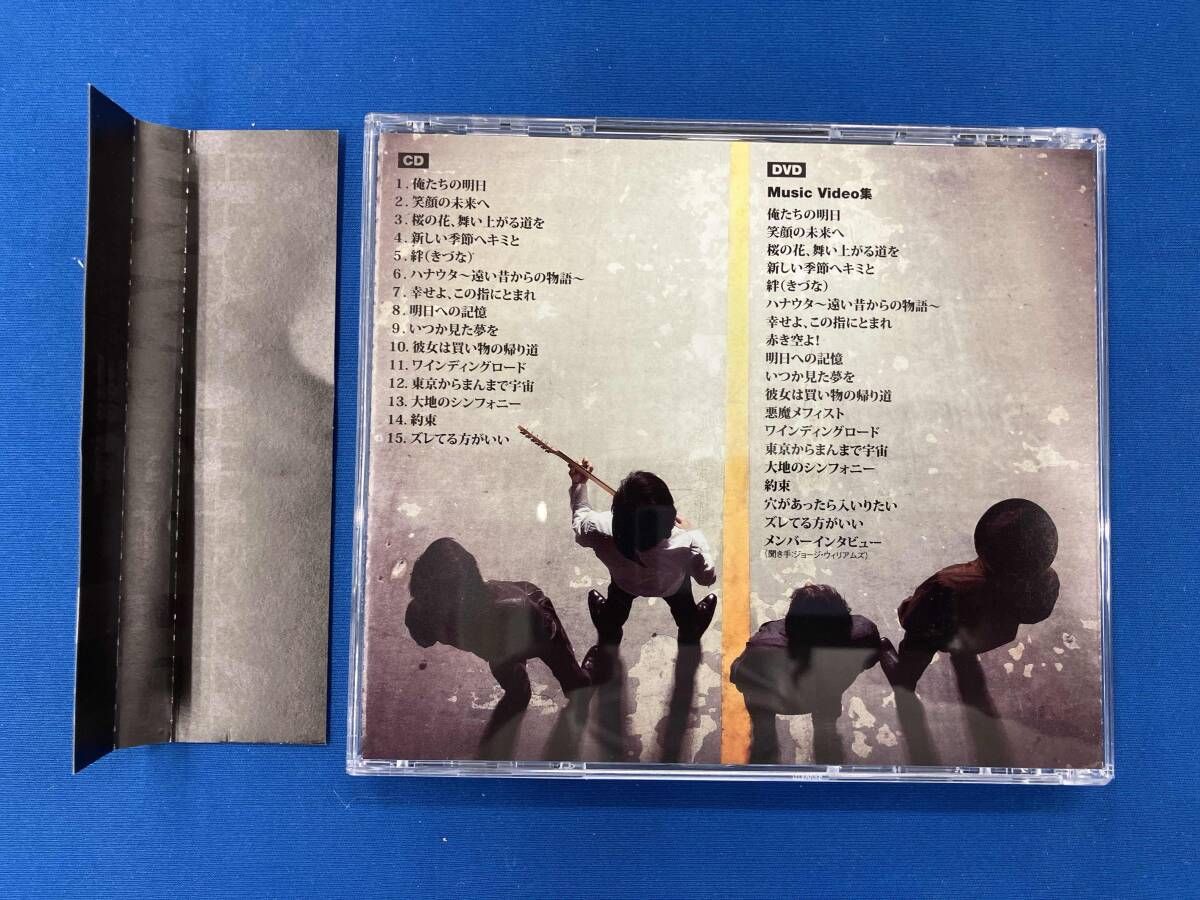 CD
1. 俺たちの明日
2. 笑顔の未来へ
3. 桜の花、舞い上がる道を
4. 新しい季節へキミと
5. 絆(きづな)
6. ハナウタ〜遠い昔からの物語〜
7. 幸せよ、この指にとまれ
8. 明日への記憶
9. いつか見た夢を
10. 彼女は買い物の帰り道
11. ワインディングロード
12. 東京からまんまで宇宙
13. 大地のシンフォニー
14. 約束
15. ズレてる方がいい
DVD
Music Video集
俺たちの明日
笑顔の未来へ
桜の花、舞い上がる道を
新しい季節へキミと
絆(きづな)
ハナウタ〜遠い昔からの物語〜
幸せよ、この指にとまれ
赤き空よ!
明日への記憶
いつか見た夢を
彼女は買い物の帰り道
悪魔メフィスト
ワインディングロード
東京からまんまで宇宙
大地のシンフォニー
約束
穴があったら入いりたい
ズレてる方がいい
メンバーインタビュー
(聞き手:ジョージ・ウィリアムズ)